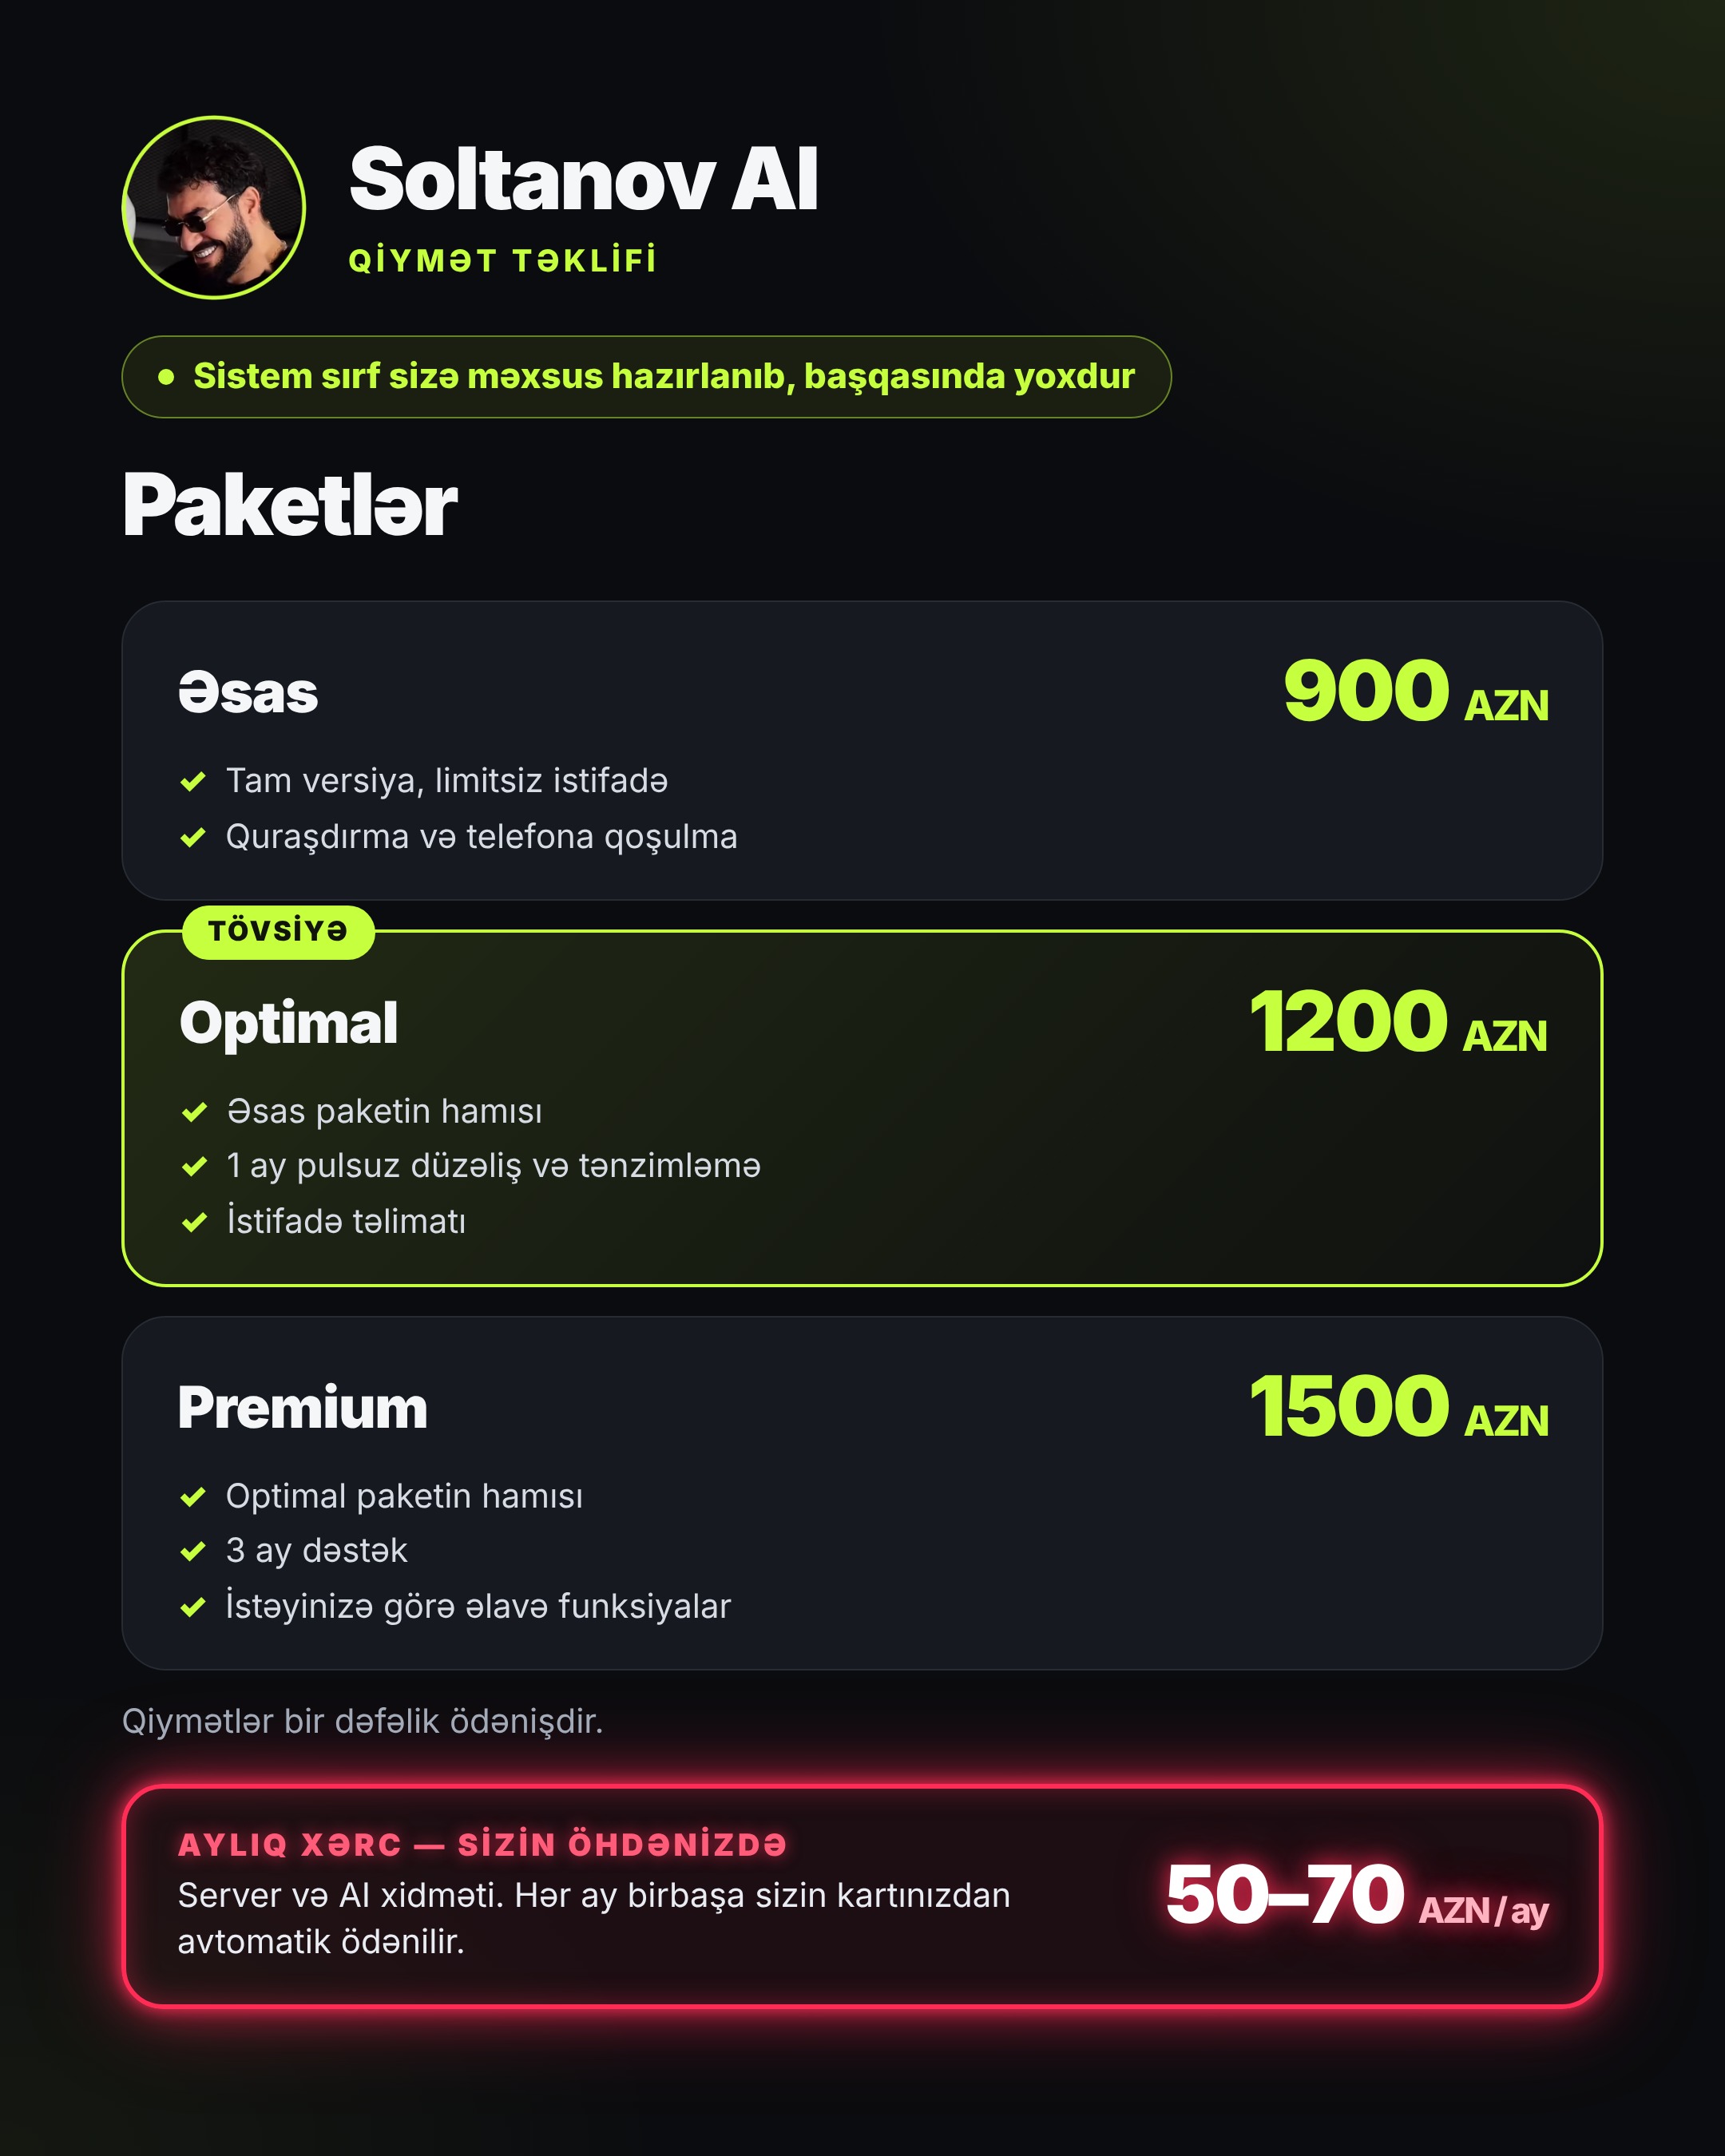 Soltanov AI
QİYMƏT TƏKLİFİ
Sistem sırf sizə məxsus hazırlanıb, başqasında yoxdur
Paketlər
Əsas
900 AZN
Tam versiya, limitsiz istifadə
Quraşdırma və telefona qoşulma
TÖVSİYƏ
Optimal
1200 AZN
Əsas paketin hamısı
1 ay pulsuz düzəliş və tənzimləmə
İstifadə təlimatı
Premium
1500 AZN
Optimal paketin hamısı
3 ay dəstək
İstəyinizə görə əlavə funksiyalar
Qiymətlər bir dəfəlik ödənişdir.
AYLIQ XƏRC — SİZİN ÖHDƏNİZDƏ
Server və AI xidməti. Hər ay birbaşa sizin kartınızdan
avtomatik ödənilir.
50–70 AZN/ay